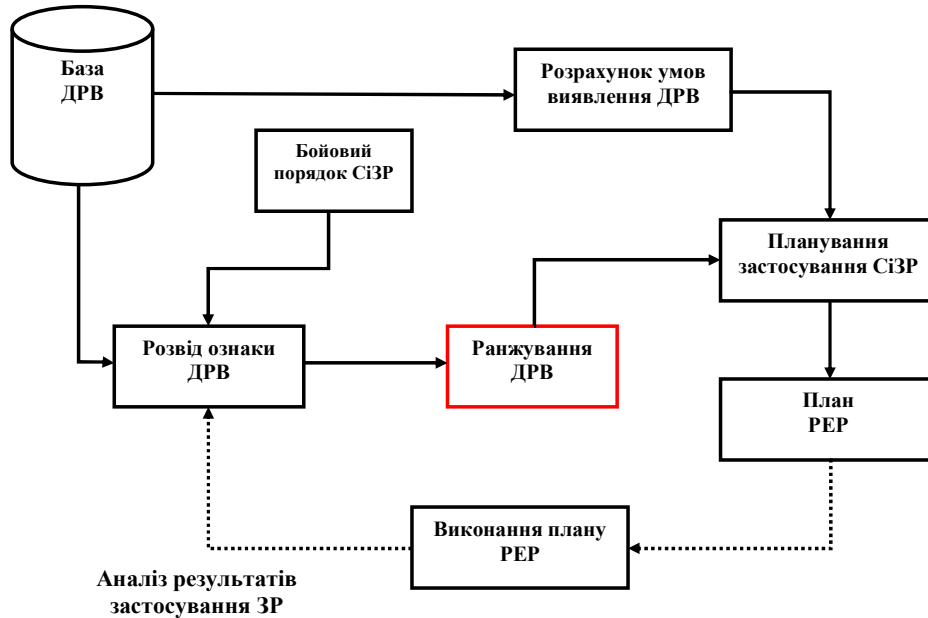 База
ДРВ
Розрахунок умов
виявлення ДРВ
Бойовий
порядок СіЗР
Планування
застосування СіЗР
Розвід ознаки
ДРВ
Ранжування
ДРВ
План
РЕР
Виконання плану
РЕР
Аналіз результатів
застосування ЗР